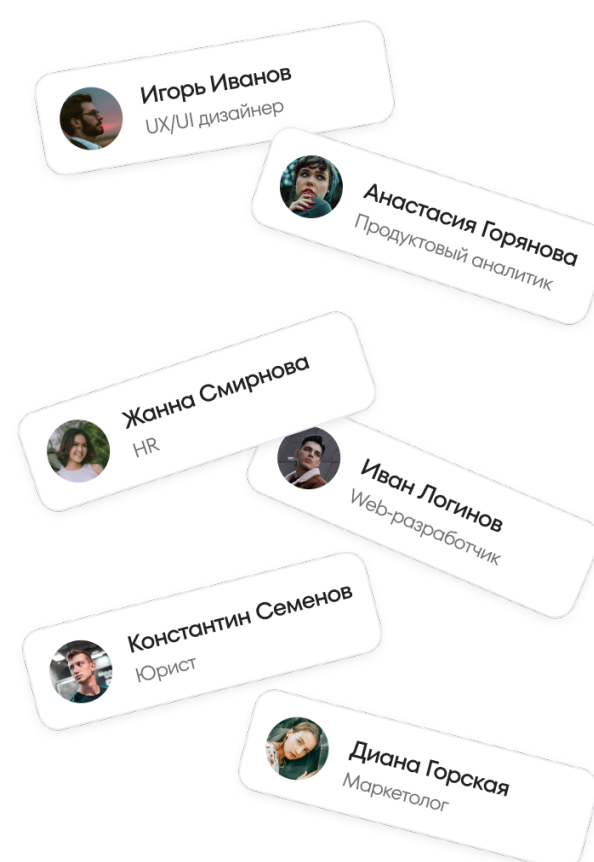 Игорь Иванов
UX/UI дизайнер
Анастасия Горянова
Продуктовый аналитик
Жанна Смирнова
HR
Иван Логинов
Web-разработчик
Константин Семенов
Юрист
Диана Горская
Маркетолог